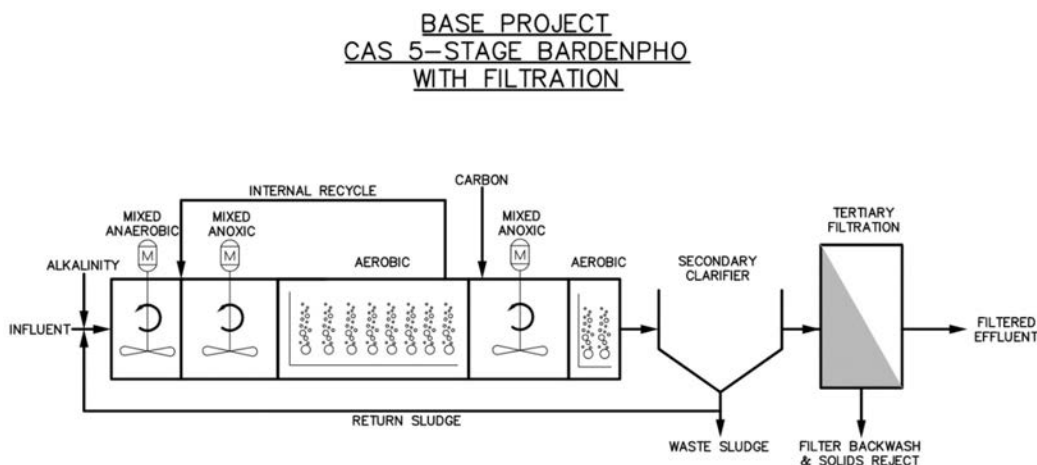 BASE PROJECT
CAS 5-STAGE BARDENPHO
WITH FILTRATION
INTERNAL RECYCLE
CARBON
MIXED
ANAEROBIC
MIXED
ANOXIC
MIXED
ANOXIC
TERTIARY
FILTRATION
ALKALINITY
M
M
AEROBIC
M
AEROBIC
SECONDARY
CLARIFIER
INFLUENT
FILTERED
EFFLUENT
RETURN SLUDGE
WASTE SLUDGE
FILTER BACKWASH
& SOLIDS REJECT